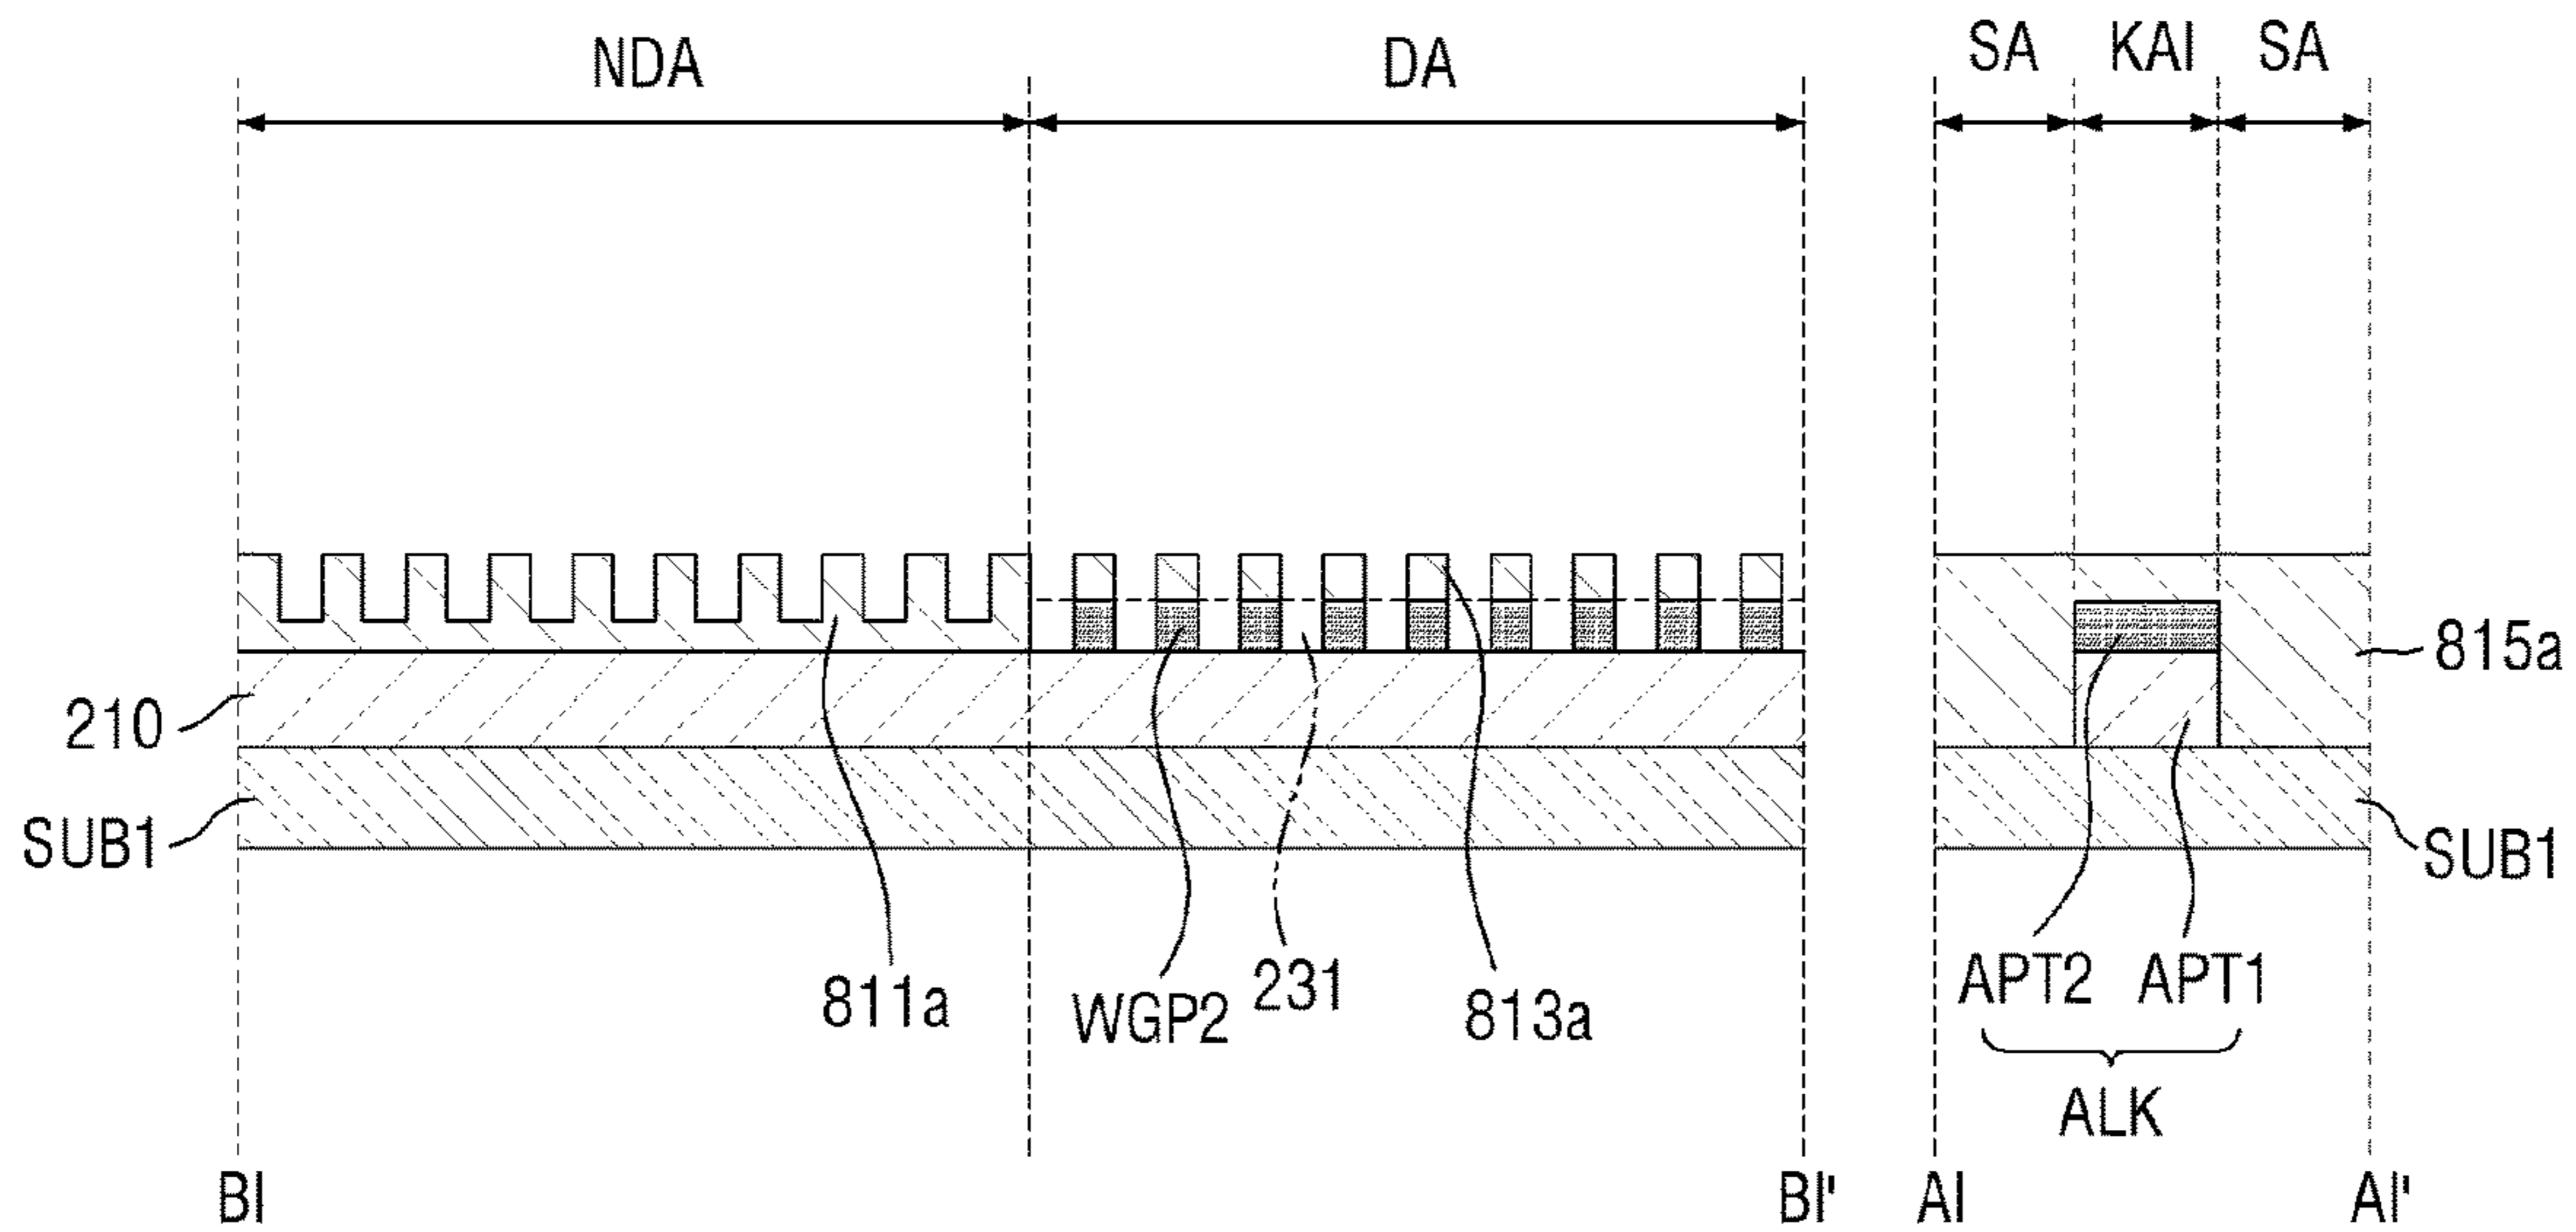 NDA DA SA KAI SA
210
815a
SUB1
SUB1
811a WGP2 231 813a APT2 APT1
ALK
BI BI' AI AI'